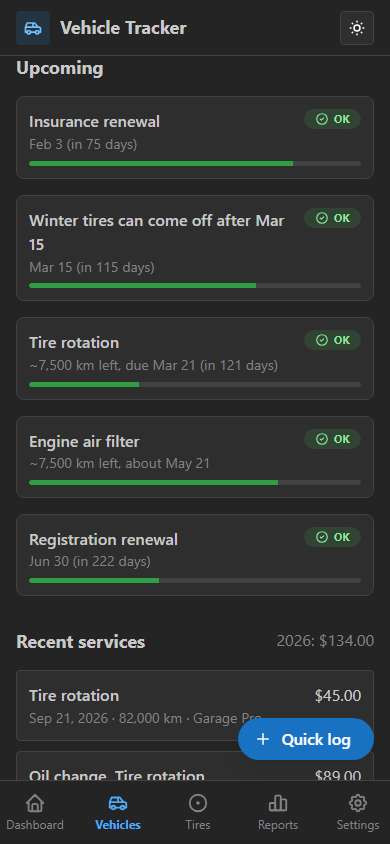 Vehicle Tracker
Upcoming
Insurance renewal
OK
Feb 3 (in 75 days)
Winter tires can come off after Mar
15
OK
Mar 15 (in 115 days)
Tire rotation
OK
~7,500 km left, due Mar 21 (in 121 days)
Engine air filter
OK
~7,500 km left, about May 21
Registration renewal
OK
Jun 30 (in 222 days)
Recent services
2026: $134.00
Tire rotation
$45.00
Sep 21, 2026 · 82,000 km · Garage
+ Quick log
Oil change, Tire rotation
$89.00
Dashboard
Vehicles
Tires
Reports
Settings